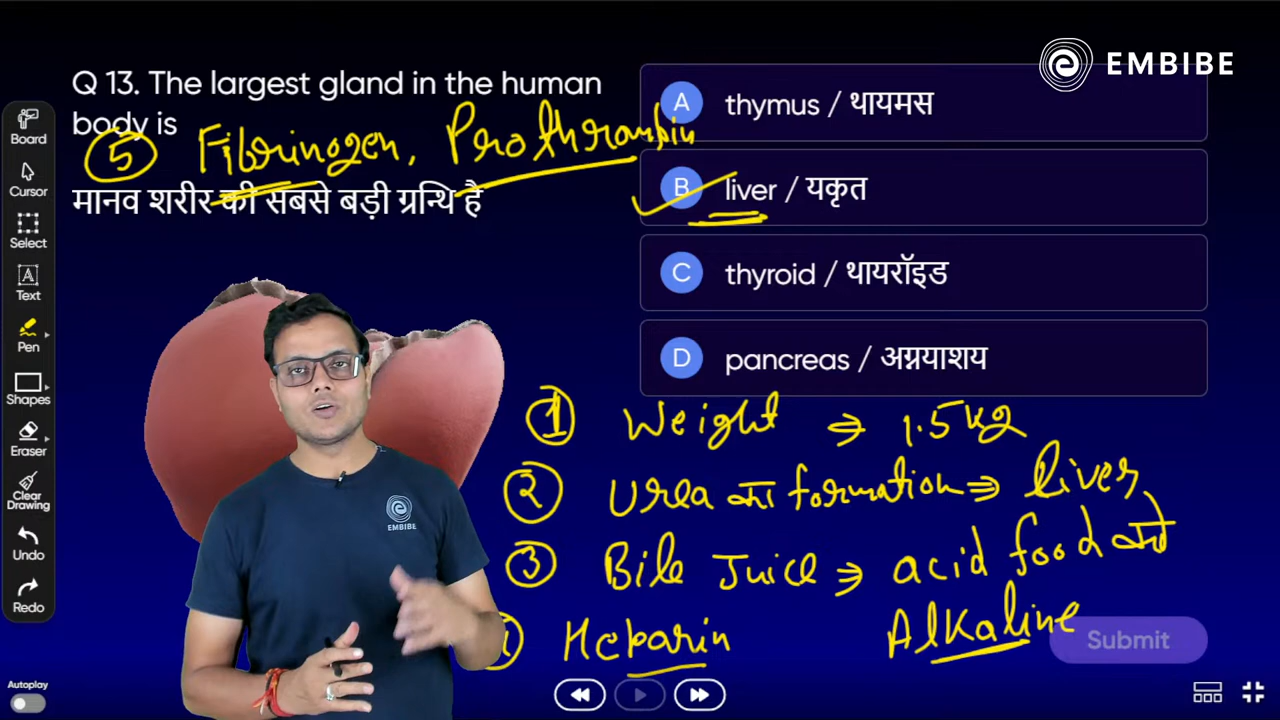 EMBIBE
Q 13. The largest gland in the human
body is
⑤ Fibrinogen, Prothrombin
मानव शरीर की सबसे बड़ी ग्रन्थि है
A thymus / थायमस
B liver / यकृत
C thyroid / थायरॉइड
D pancreas / अग्नयाशय
① Weight ⇒ 1.5 kg
② Urea का formation ⇒ liver
③ Bile Juice ⇒ acid food को
Alkaline
④ Heparin
Submit
Board
Cursor
Select
Text
Pen
Shapes
Eraser
Clear
Drawing
Undo
Redo
Autoplay
EMBIBE